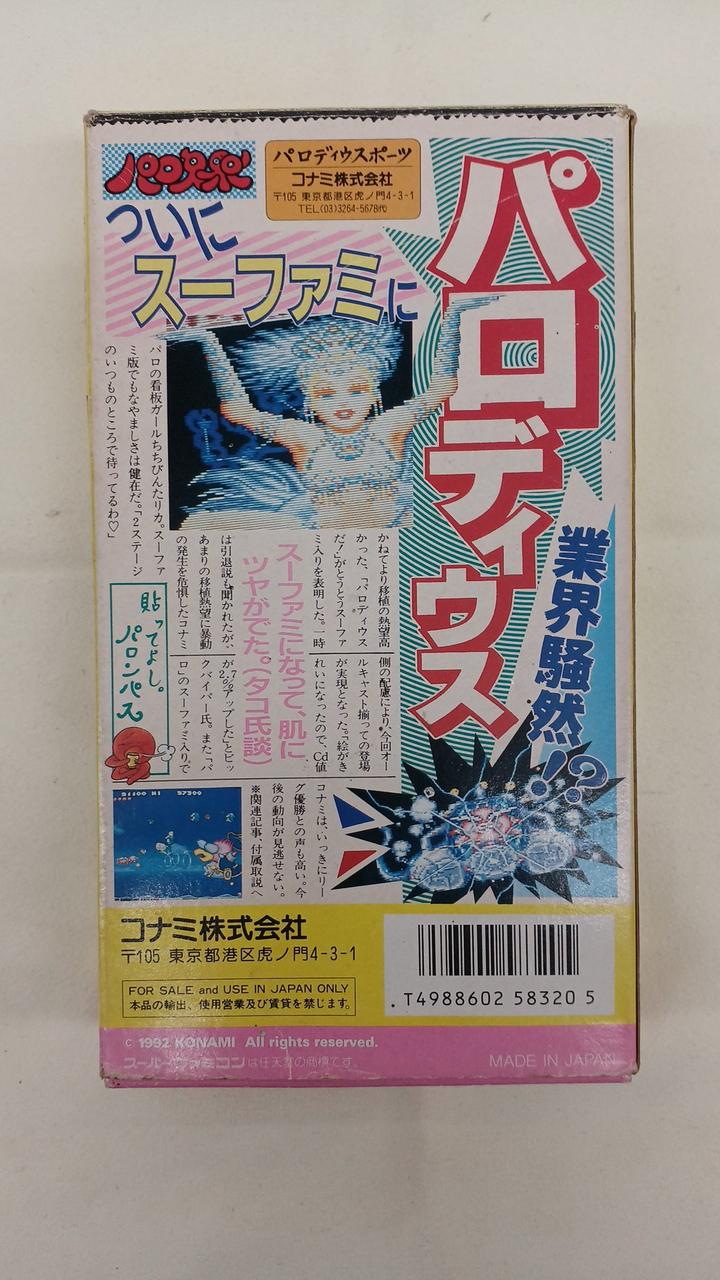 パロディウスポーツ
コナミ株式会社
〒105 東京都港区虎ノ門4-3-1
TEL(03)3264-5678㈹
パロディウス
業界騒然!?
ついに
スーファミに
パロの看板ガールちちびんたリカ。スーファ
ミ版でもなやましさは健在だ。「2ステージ
のいつものところで待ってるわ♡」
かねてより移植の熱望高
かった、「パロディウス
だ！」がとうとうスーファ
ミ入りを表明した。一時
は引退説も聞かれたが、
あまりの移植熱望に暴動
の発生を危惧したコナミ
側の配慮により、今回オー
ルキャスト揃っての登場
が実現となった。「絵がき
れいになったので、Cd値
が、7.2%アップした」とビッ
クバイパー氏。また「パ
ロ」のスーファミ入りで
コナミは、いっきにリー
グ優勝との声も高い。今
後の動向が見逃せない。
※関連記事 付属取説へ
スーファミになって、肌に
ツヤがでた。(タコ氏談)
貼ってよし。
パロンパス
コナミ株式会社
〒105 東京都港区虎ノ門4-3-1
FOR SALE and USE IN JAPAN ONLY
本品の輸出、使用営業及び賃貸を禁じます。
T4988602 58320 5
© 1992 KONAMI All rights reserved.
スーパーファミコンは任天堂の商標です。
MADE IN JAPAN